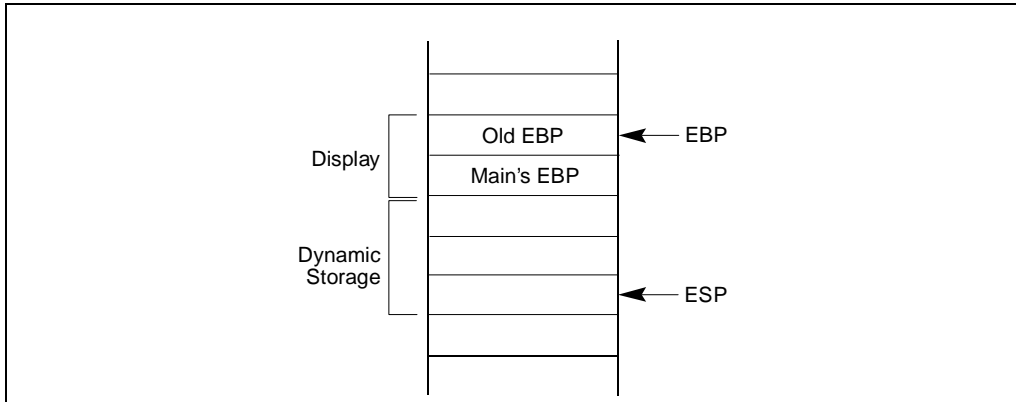 Old EBP
EBP
Display
Main's EBP
Dynamic
Storage
ESP